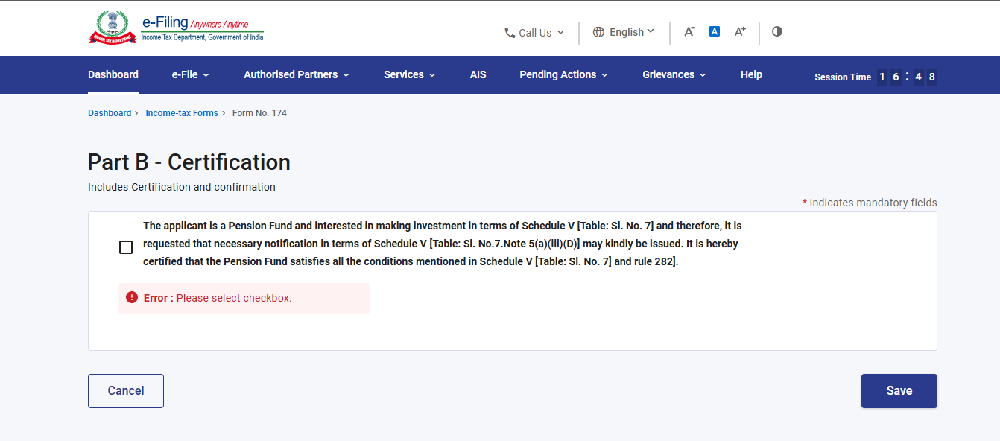 e-Filing Anywhere Anytime
Income Tax Department, Government of India
INCOME TAX DEPARTMENT
Call Us
English
A-
A
A+
Dashboard
e-File
Authorised Partners
Services
AIS
Pending Actions
Grievances
Help
Session Time 1 6 : 4 8
Dashboard > Income-tax Forms > Form No. 174
Part B - Certification
Includes Certification and confirmation
* Indicates mandatory fields
The applicant is a Pension Fund and interested in making investment in terms of Schedule V [Table: Sl. No. 7] and therefore, it is
requested that necessary notification in terms of Schedule V [Table: Sl. No.7.Note 5(a)(iii)(D)] may kindly be issued. It is hereby
certified that the Pension Fund satisfies all the conditions mentioned in Schedule V [Table: Sl. No. 7] and rule 282].
Error : Please select checkbox.
Cancel
Save